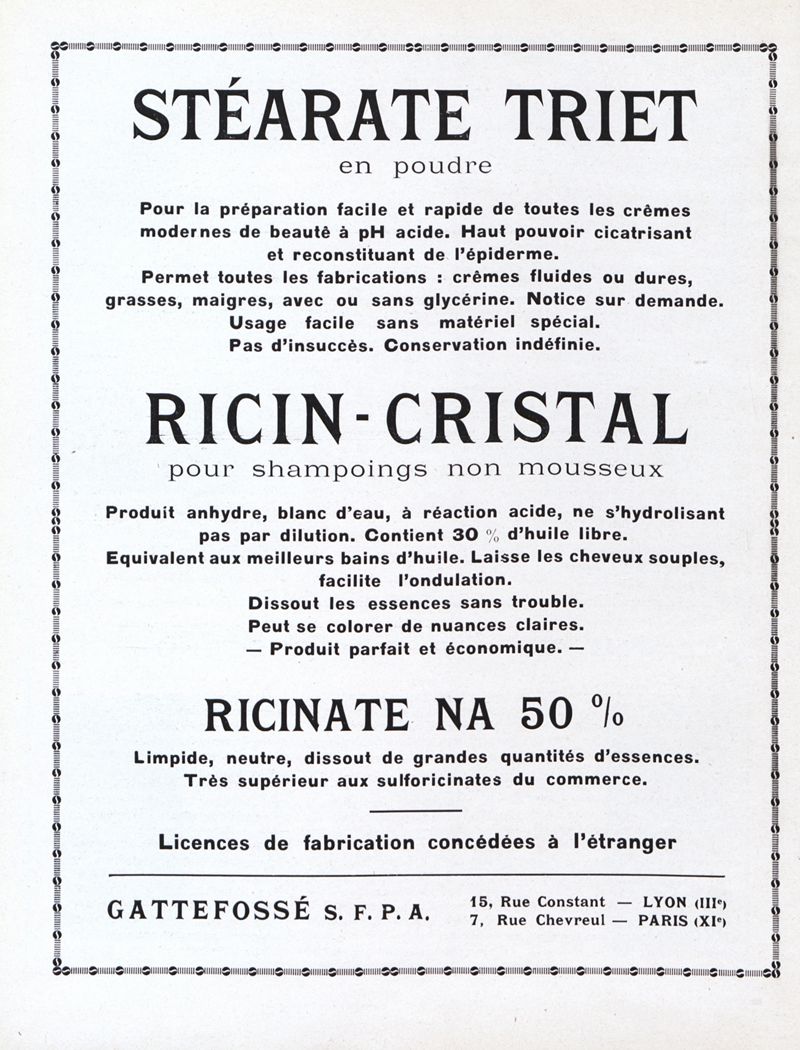 STÉARATE TRIET
en poudre
Pour la préparation facile et rapide de toutes les crêmes
modernes de beauté à pH acide. Haut pouvoir cicatrisant
et reconstituant de l'épiderme.
Permet toutes les fabrications : crêmes fluides ou dures,
grasses, maigres, avec ou sans glycérine. Notice sur demande.
Usage facile sans matériel spécial.
Pas d'insuccès. Conservation indéfinie.
RICIN-CRISTAL
pour shampoings non mousseux
Produit anhydre, blanc d'eau, à réaction acide, ne s'hydrolisant
pas par dilution. Contient 30 % d'huile libre.
Equivalent aux meilleurs bains d'huile. Laisse les cheveux souples,
facilite l'ondulation.
Dissout les essences sans trouble.
Peut se colorer de nuances claires.
— Produit parfait et économique. —
RICINATE NA 50 %
Limpide, neutre, dissout de grandes quantités d'essences.
Très supérieur aux sulforicinates du commerce.
Licences de fabrication concédées à l'étranger
GATTEFOSSÉ S. F. P. A.
15, Rue Constant — LYON (IIIe)
7, Rue Chevreul — PARIS (XIe)